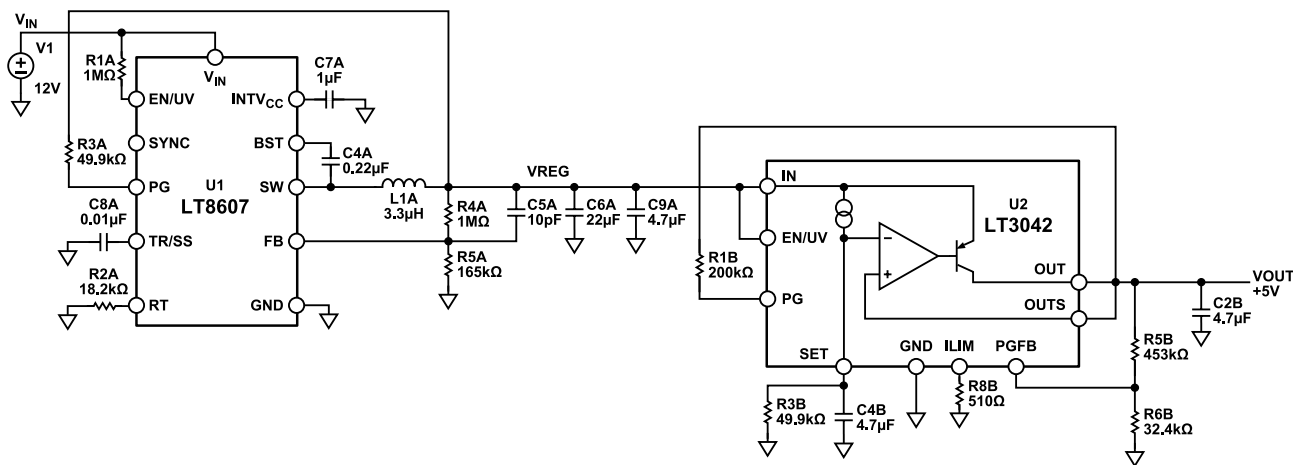 VIN
V1
12V
R1A
1MΩ
R3A
49.9kΩ
C8A
0.01µF
R2A
18.2kΩ
VIN
EN/UV
SYNC
PG
TR/SS
RT
U1
LT8607
INTVCC
BST
SW
FB
GND
C7A
1µF
C4A
0.22µF
L1A
3.3µH
R4A
1MΩ
R5A
165kΩ
VREG
C5A
10pF
C6A
22µF
C9A
4.7µF
R1B
200kΩ
IN
EN/UV
PG
U2
LT3042
OUT
OUTS
SET
GND
ILIM
PGFB
R3B
49.9kΩ
C4B
4.7µF
R8B
510Ω
R5B
453kΩ
R6B
32.4kΩ
VOUT
+5V
C2B
4.7µF